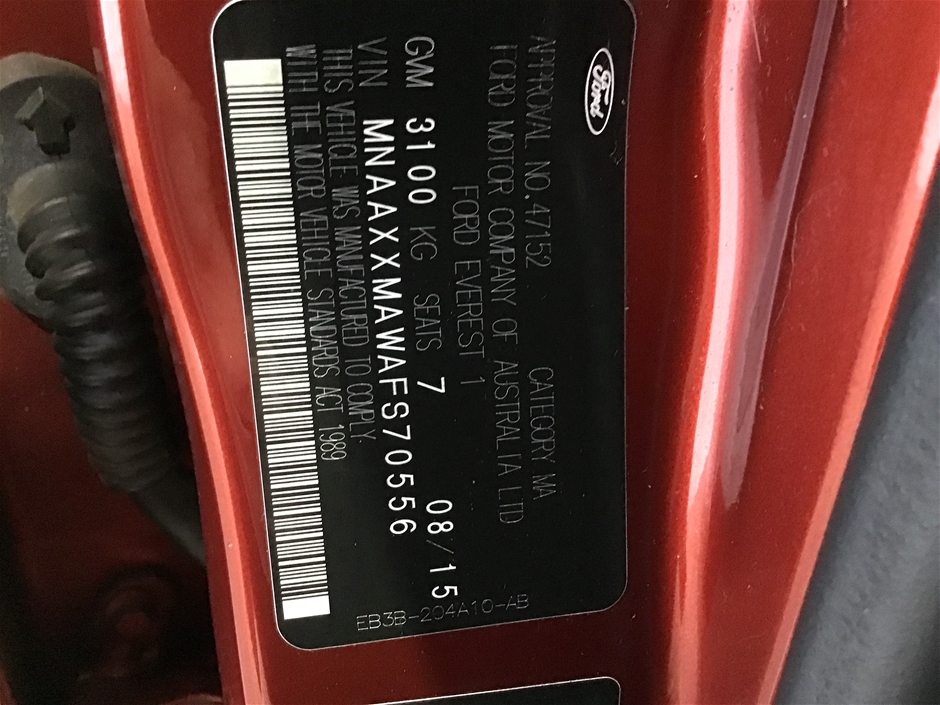 Ford
APPROVAL NO. 47152 CATEGORY MA
FORD MOTOR COMPANY OF AUSTRALIA LTD
FORD EVEREST 1
GVM 3100 KG SEATS 7 08/15
VIN MNAAXXMAWAFS70556
THIS VEHICLE WAS MANUFACTURED TO COMPLY
WITH THE MOTOR VEHICLE STANDARDS ACT 1989
EB3B-204A10-AB